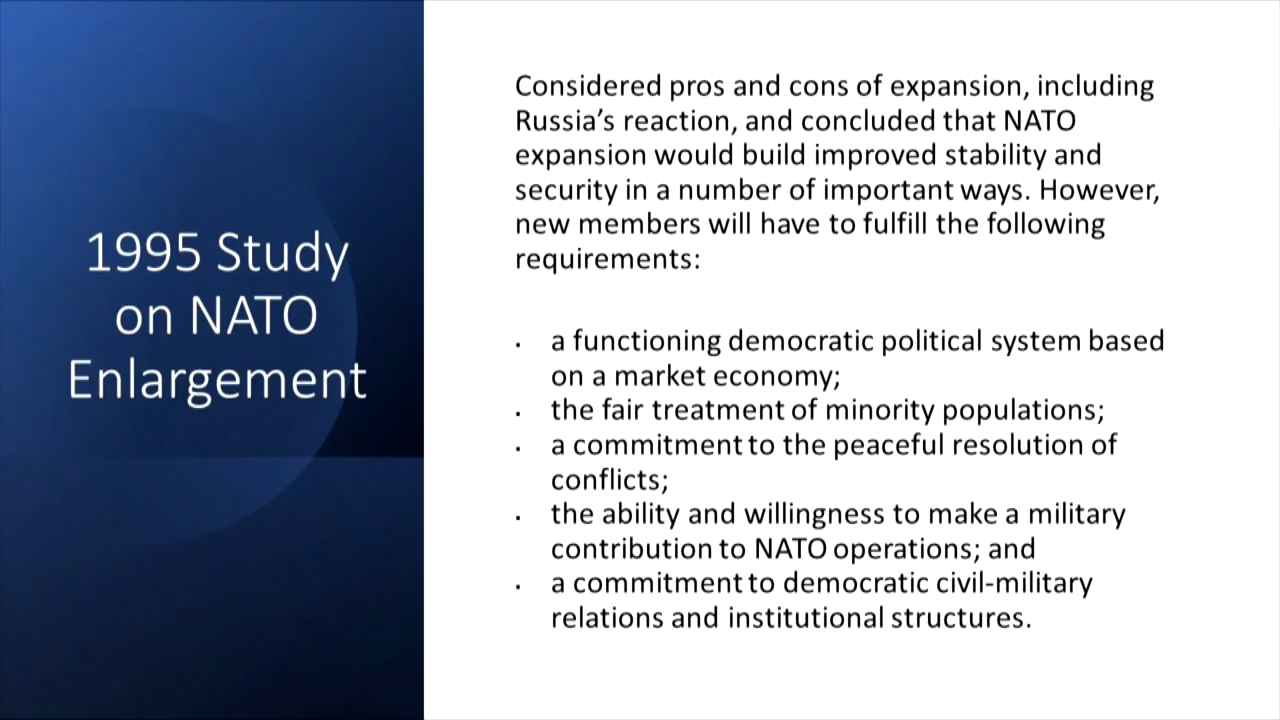 1995 Study
on NATO
Enlargement
Considered pros and cons of expansion, including
Russia’s reaction, and concluded that NATO
expansion would build improved stability and
security in a number of important ways. However,
new members will have to fulfill the following
requirements:
▪ a functioning democratic political system based
on a market economy;
▪ the fair treatment of minority populations;
▪ a commitment to the peaceful resolution of
conflicts;
▪ the ability and willingness to make a military
contribution to NATO operations; and
▪ a commitment to democratic civil-military
relations and institutional structures.